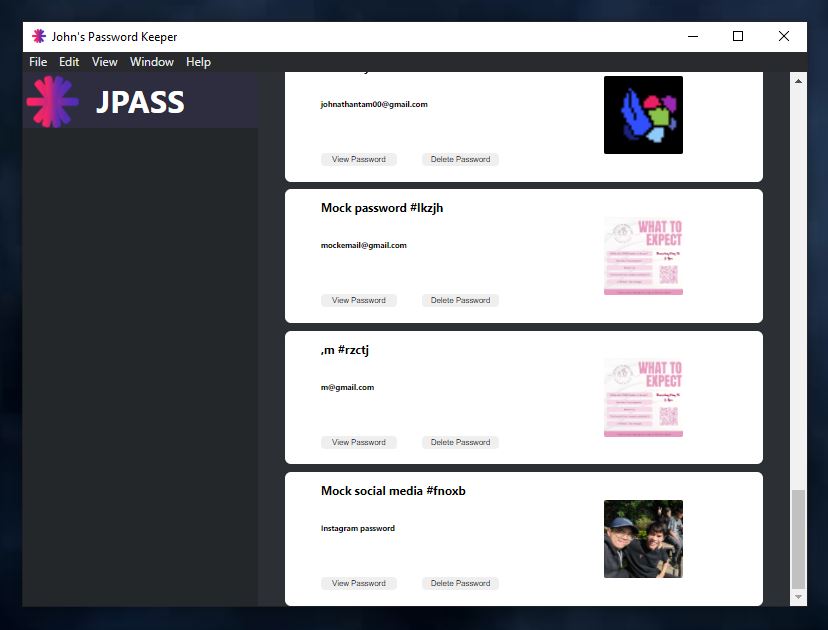 John's Password Keeper
File Edit View Window Help
JPASS
johnathantam00@gmail.com
View Password Delete Password
Mock password #lkzjh
mockemail@gmail.com
WHAT TO
EXPECT
View Password Delete Password
,m #rzctj
m@gmail.com
WHAT TO
EXPECT
View Password Delete Password
Mock social media #fnoxb
Instagram password
View Password Delete Password